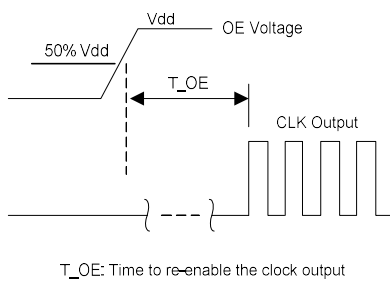 Vdd
OE Voltage
50% Vdd
T_OE
CLK Output
T_OE: Time to re-enable the clock output